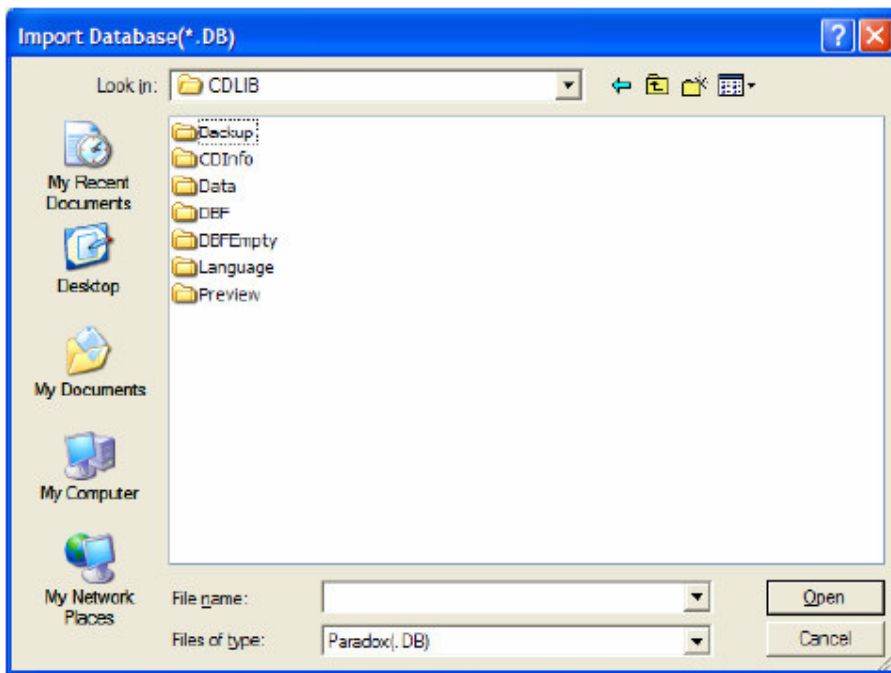 Import Database(*.DB)
Look in: CDLIB
My Recent
Documents
Desktop
My Documents
My Computer
My Network
Places
Backup
CDInfo
Data
DBF
DBFEmpty
Language
Preview
File name:
Open
Files of type: Paradox(.DB)
Cancel